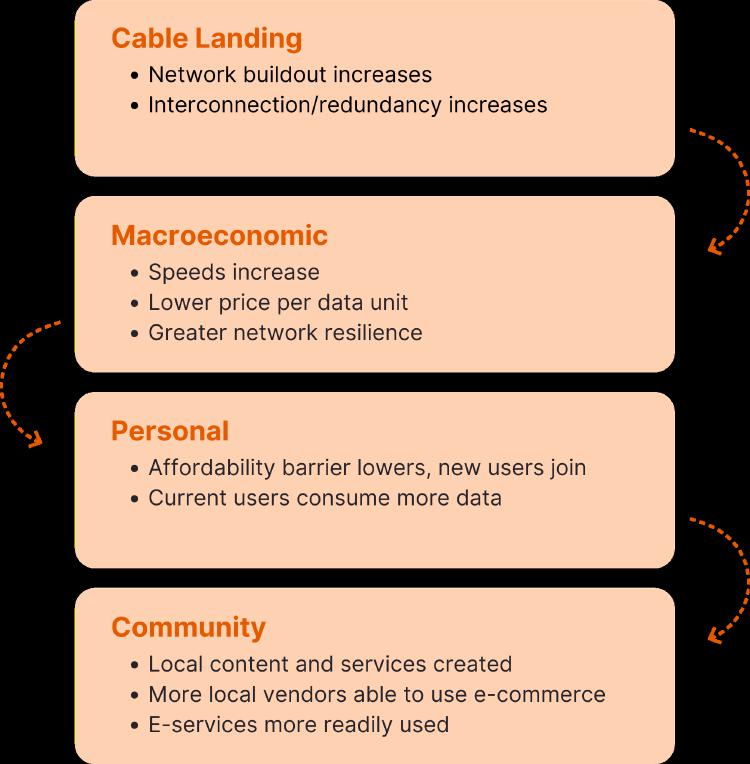 Cable Landing
• Network buildout increases
• Interconnection/redundancy increases
Macroeconomic
• Speeds increase
• Lower price per data unit
• Greater network resilience
Personal
• Affordability barrier lowers, new users join
• Current users consume more data
Community
• Local content and services created
• More local vendors able to use e-commerce
• E-services more readily used